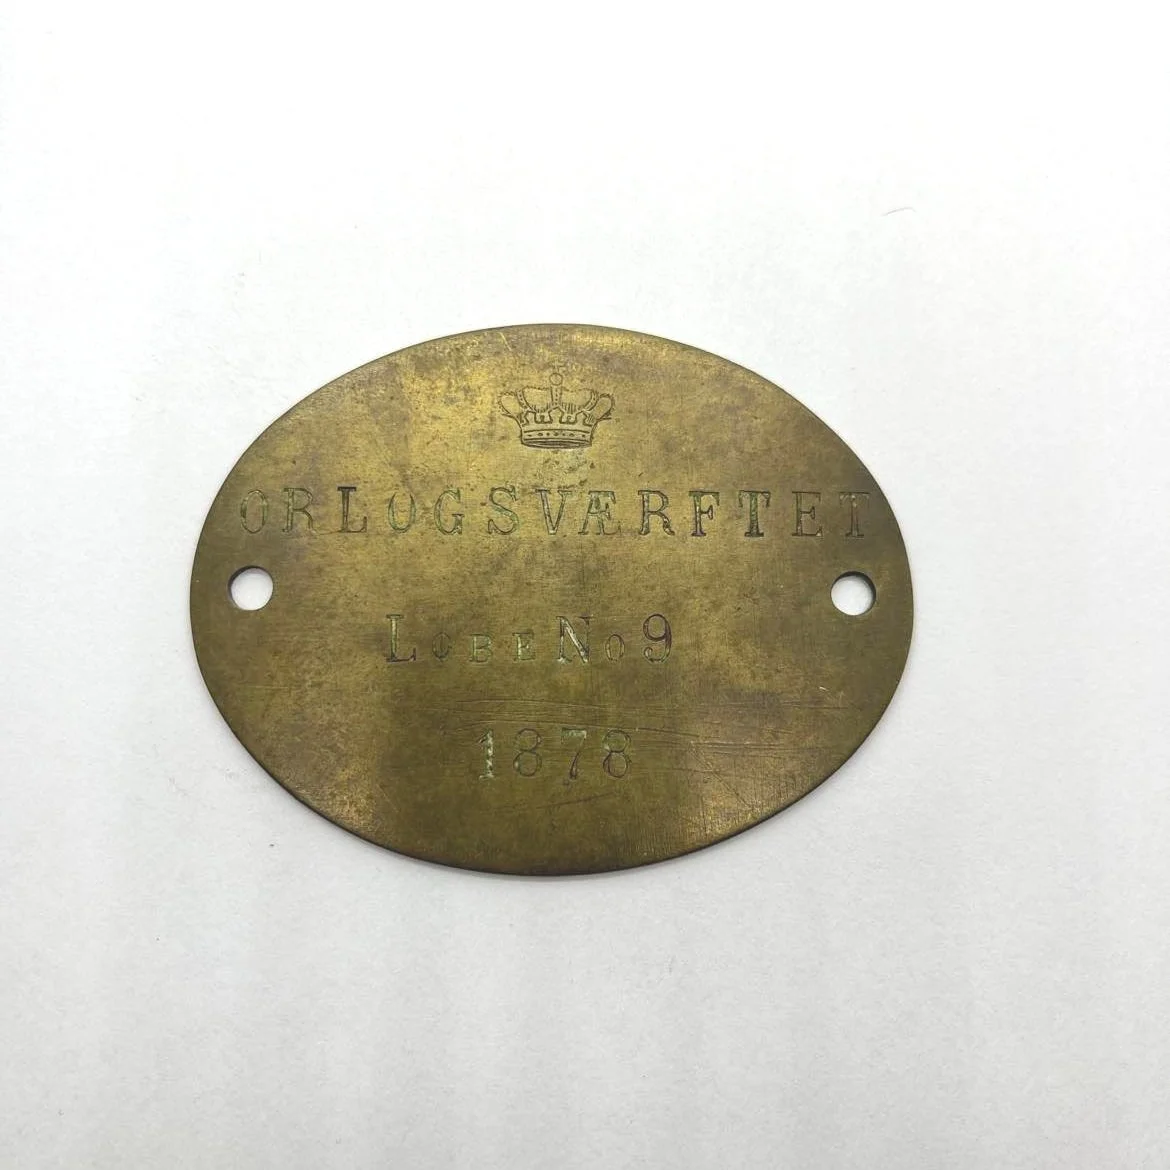 ORLOGSVÆRFTET
LØBE No 9
1878